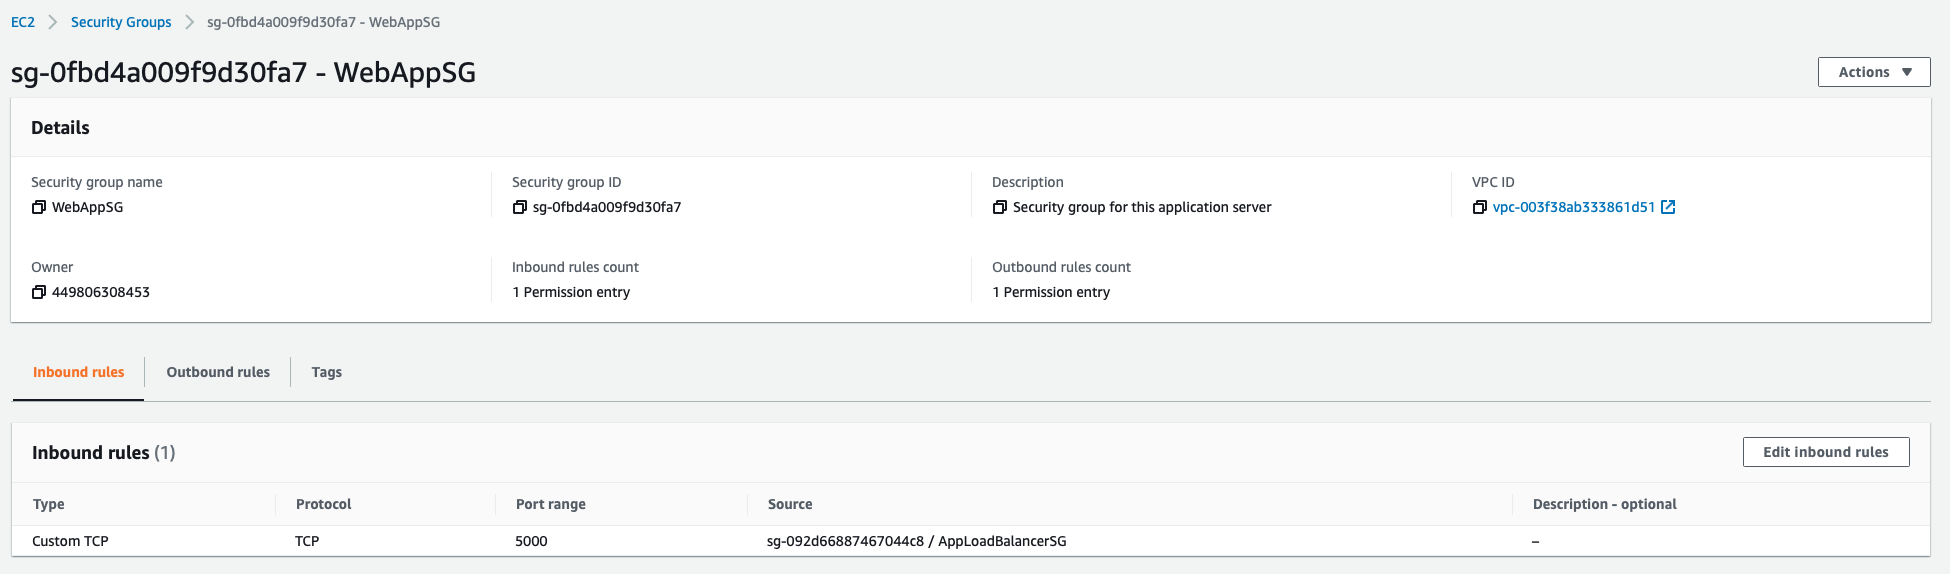 EC2 > Security Groups > sg-0fbd4a009f9d30fa7 - WebAppSG
sg-0fbd4a009f9d30fa7 - WebAppSG
Actions ▼
Details
Security group name
WebAppSG
Security group ID
sg-0fbd4a009f9d30fa7
Description
Security group for this application server
VPC ID
vpc-003f38ab333861d51
Owner
449806308453
Inbound rules count
1 Permission entry
Outbound rules count
1 Permission entry
Inbound rules
Outbound rules
Tags
Inbound rules (1)
Edit inbound rules
Type Protocol Port range Source Description - optional
Custom TCP TCP 5000 sg-092d66887467044c8 / AppLoadBalancerSG –